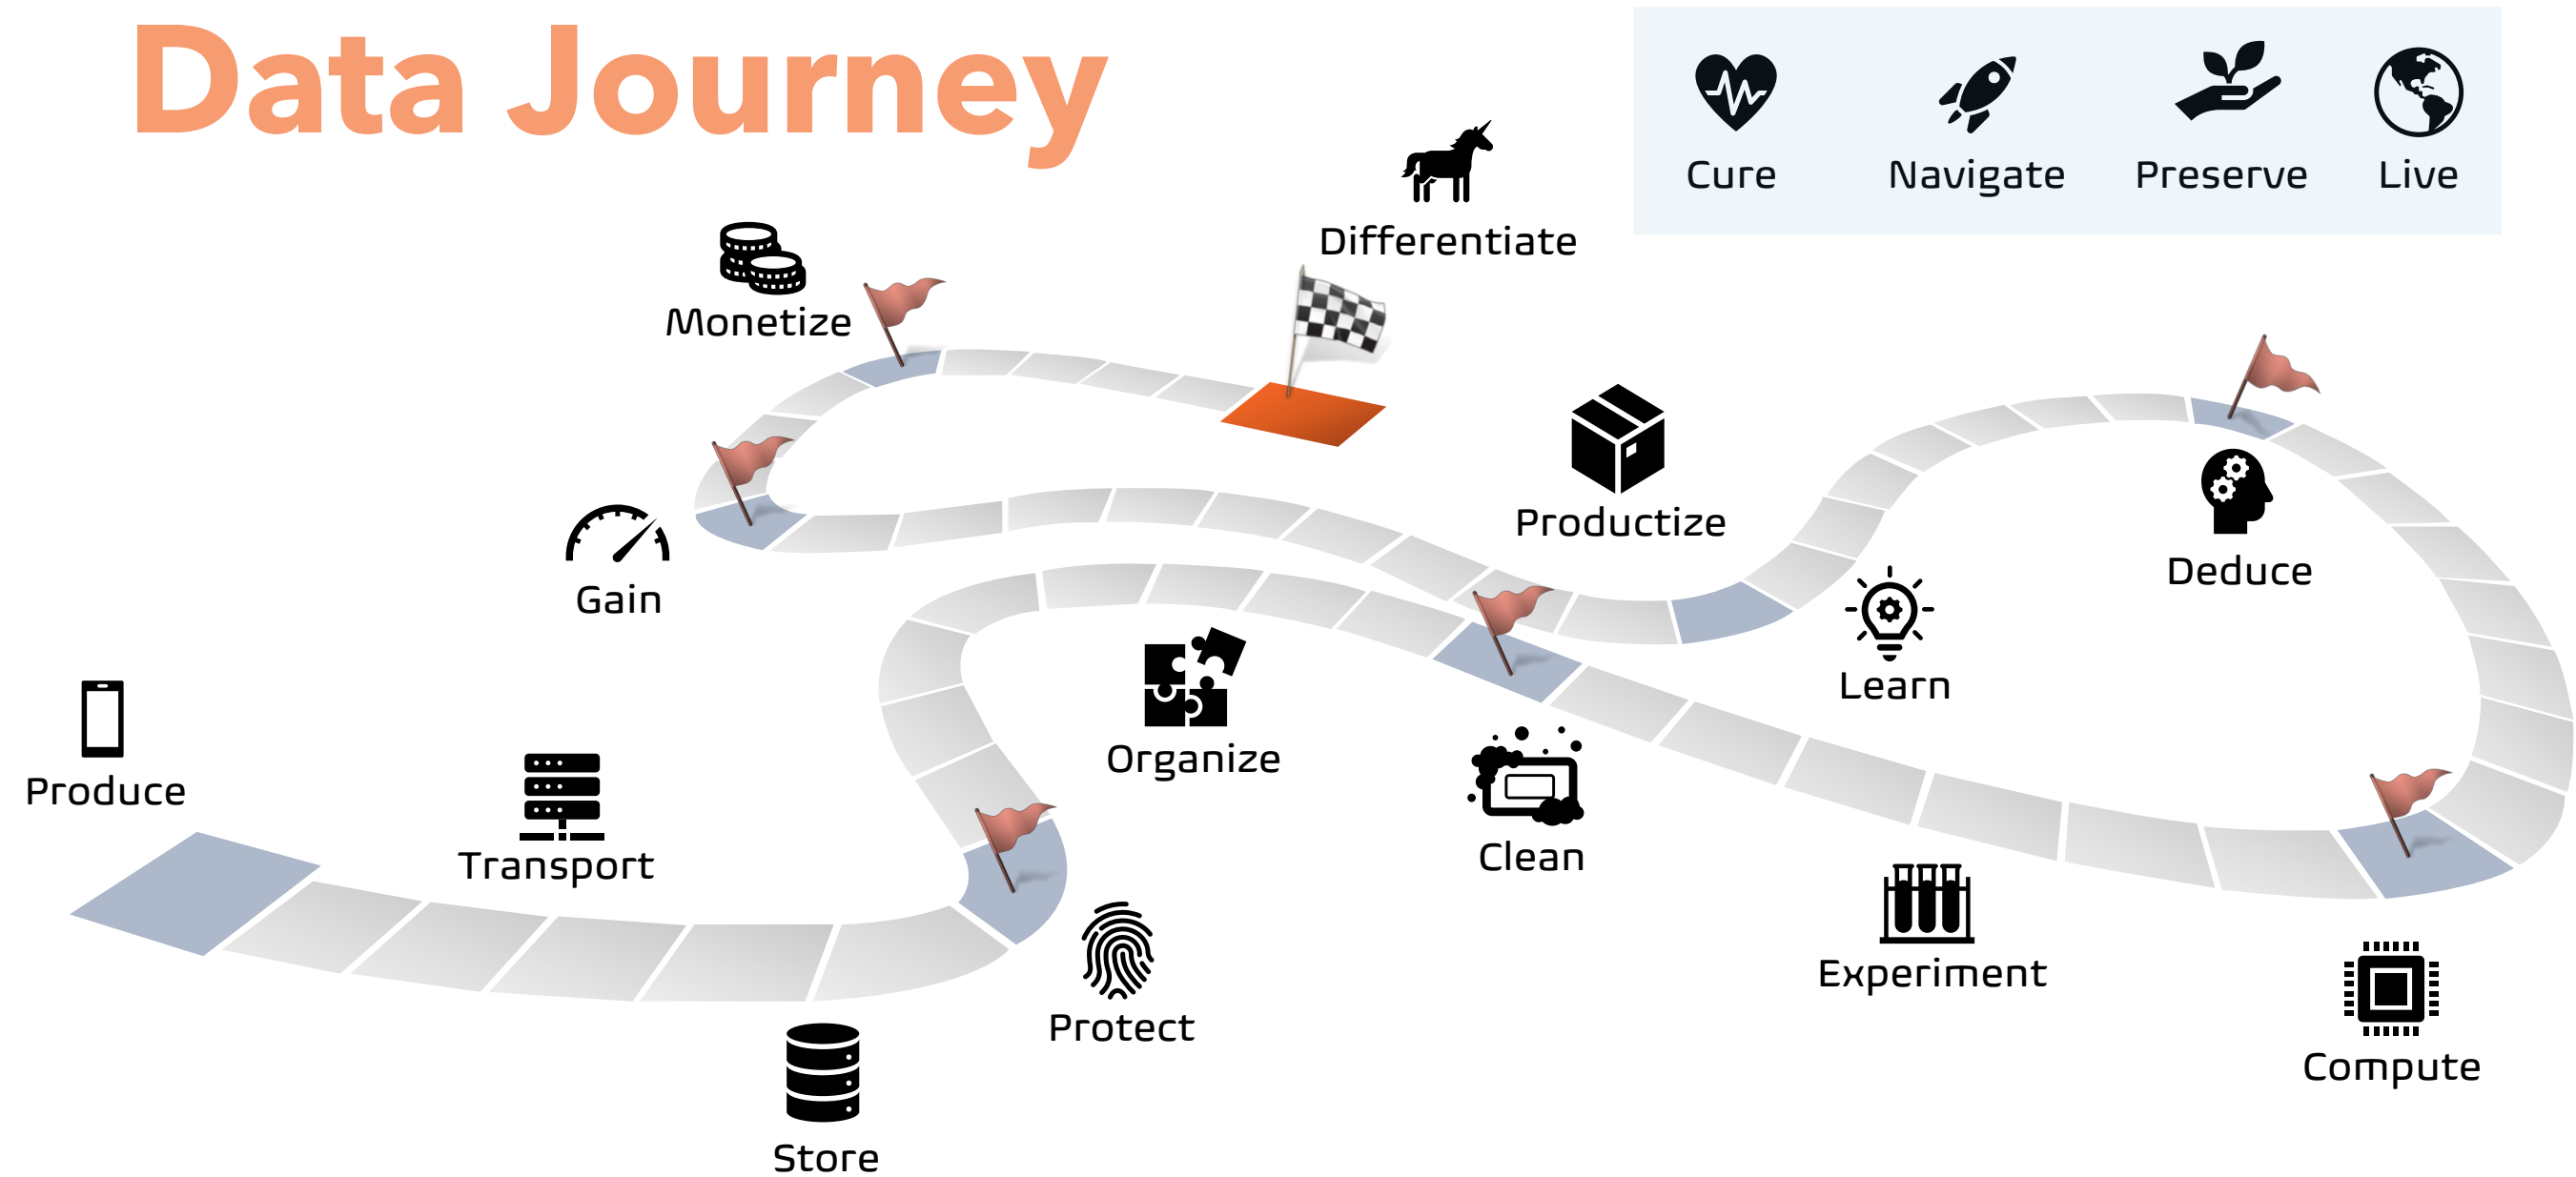 Data Journey
Cure
Navigate
Preserve
Live
Differentiate
Monetize
Productize
Gain
Deduce
Learn
Organize
Produce
Transport
Clean
Experiment
Protect
Compute
Store